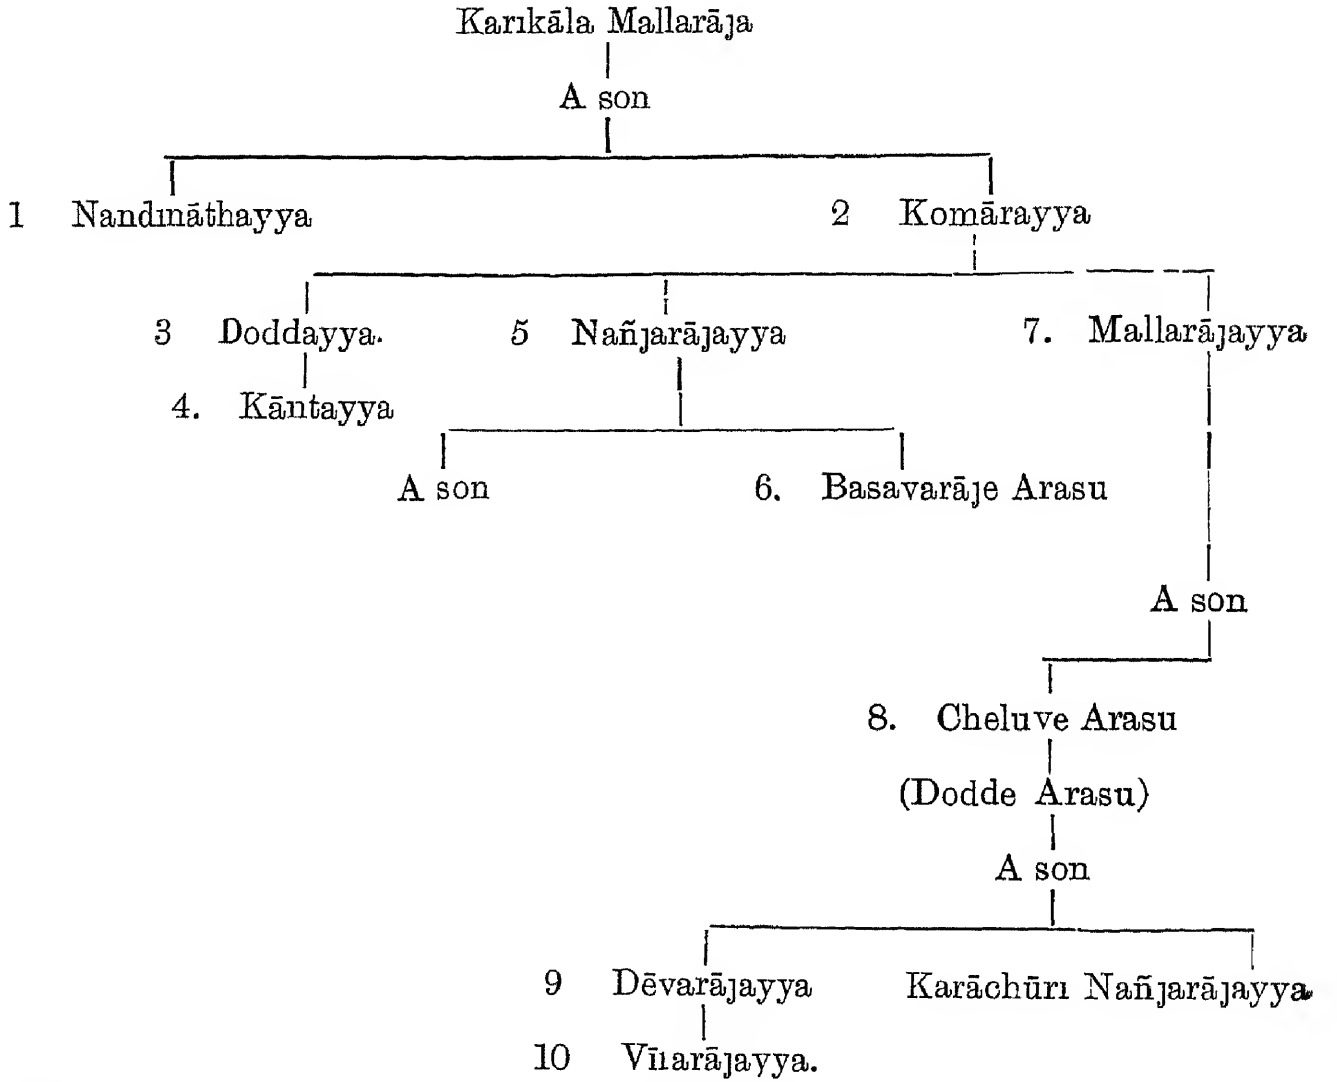 Karikāla Mallarāja
A son
1 Nandināthayya 2 Komārayya
3 Doddayya. 5 Nañjarājayya 7. Mallarājayya
4. Kāntayya
A son 6. Basavarāje Arasu
A son
8. Cheluve Arasu
(Dodde Arasu)
A son
9 Dēvarājayya Karāchūri Nañjarājayya
10 Vīrarājayya.